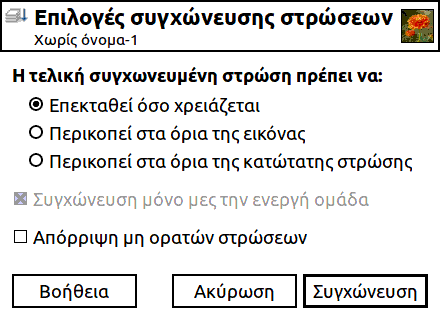 Επιλογές συγχώνευσης στρώσεων
Χωρίς όνομα-1
Η τελική συγχωνευμένη στρώση πρέπει να:
Επεκταθεί όσο χρειάζεται
Περικοπεί στα όρια της εικόνας
Περικοπεί στα όρια της κατώτατης στρώσης
Συγχώνευση μόνο μες την ενεργή ομάδα
Απόρριψη μη ορατών στρώσεων
Βοήθεια Ακύρωση Συγχώνευση